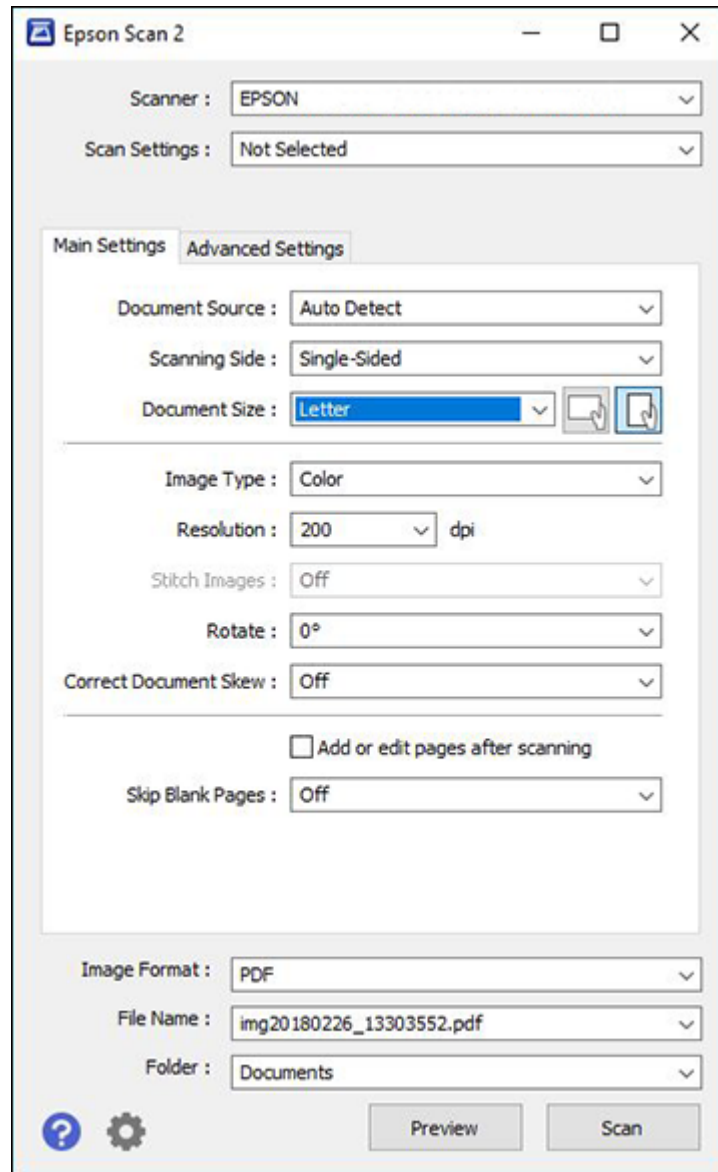 Epson Scan 2
Scanner : EPSON
Scan Settings : Not Selected
Main Settings Advanced Settings
Document Source : Auto Detect
Scanning Side : Single-Sided
Document Size : Letter
Image Type : Color
Resolution : 200 dpi
Stitch Images : Off
Rotate : 0°
Correct Document Skew : Off
Add or edit pages after scanning
Skip Blank Pages : Off
Image Format : PDF
File Name : img20180226_13303552.pdf
Folder : Documents
? Preview Scan